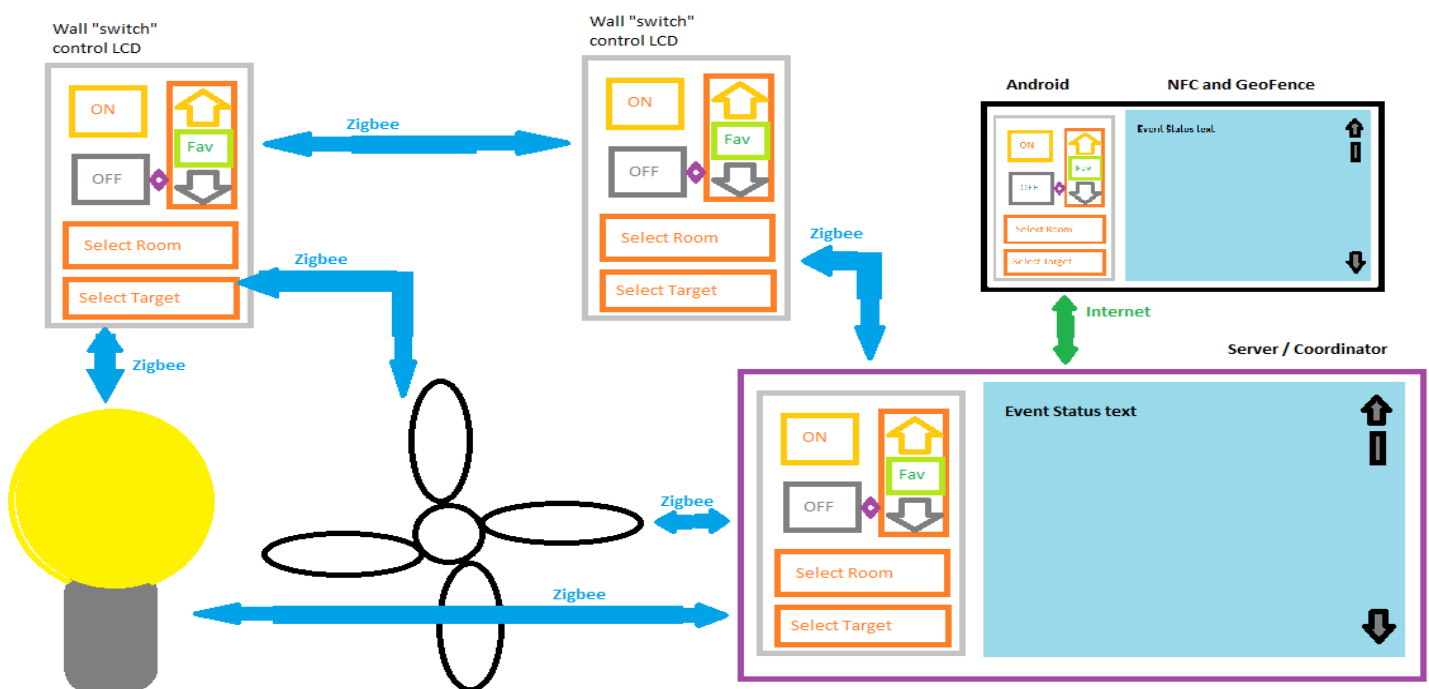 Wall "switch"
control LCD
ON
Fav
OFF
Select Room
Select Target
Zigbee
Wall "switch"
control LCD
ON
Fav
OFF
Select Room
Select Target
Zigbee
Zigbee
Zigbee
Android
NFC and GeoFence
ON
Fav
OFF
Select Room
Select Target
Event Status text
Internet
Server / Coordinator
ON
Fav
OFF
Select Room
Select Target
Event Status text
Zigbee
Zigbee